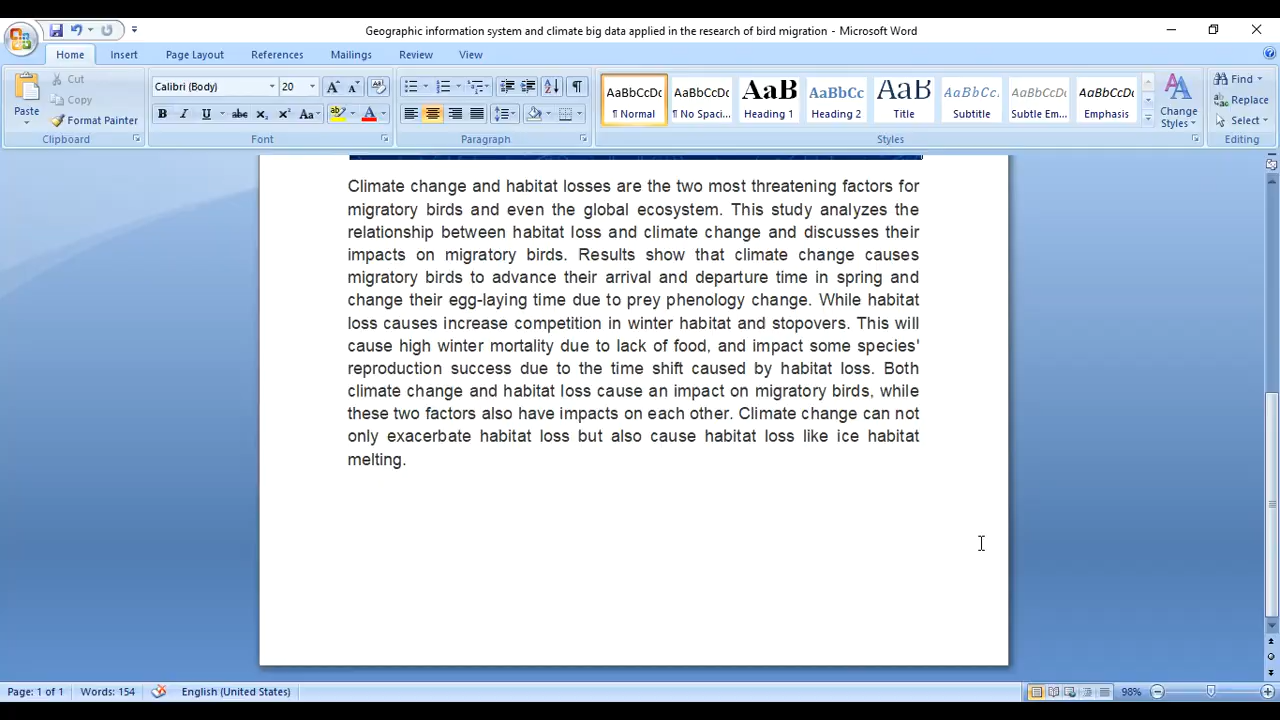 Geographic information system and climate big data applied in the research of bird migration - Microsoft Word
Home Insert Page Layout References Mailings Review View
Paste
Cut
Copy
Format Painter
Clipboard
Calibri (Body) 20
B I U abc X₂ X² Aa
Font
Paragraph
AaBbCcDc AaBbCcDc AaB AaBbCc AaB AaBbCc. AaBbCcDc AaBbCcDc
¶ Normal ¶ No Spaci... Heading 1 Heading 2 Title Subtitle Subtle Em... Emphasis
Change Styles
Styles
Find
Replace
Select
Editing
Climate change and habitat losses are the two most threatening factors for
migratory birds and even the global ecosystem. This study analyzes the
relationship between habitat loss and climate change and discusses their
impacts on migratory birds. Results show that climate change causes
migratory birds to advance their arrival and departure time in spring and
change their egg-laying time due to prey phenology change. While habitat
loss causes increase competition in winter habitat and stopovers. This will
cause high winter mortality due to lack of food, and impact some species'
reproduction success due to the time shift caused by habitat loss. Both
climate change and habitat loss cause an impact on migratory birds, while
these two factors also have impacts on each other. Climate change can not
only exacerbate habitat loss but also cause habitat loss like ice habitat
melting.
Page: 1 of 1 Words: 154 English (United States) 98%